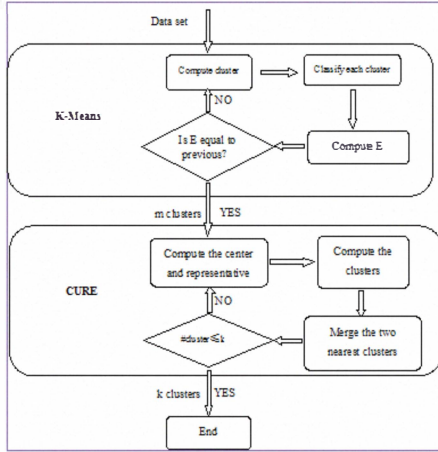 Data set
Compute cluster
Classify each cluster
NO
K-Means
Is E equal to
previous?
Compute E
m clusters
YES
Compute the center
and representative
Compute the
clusters
CURE
NO
#cluster≤k
Merge the two
nearest clusters
k clusters
YES
End